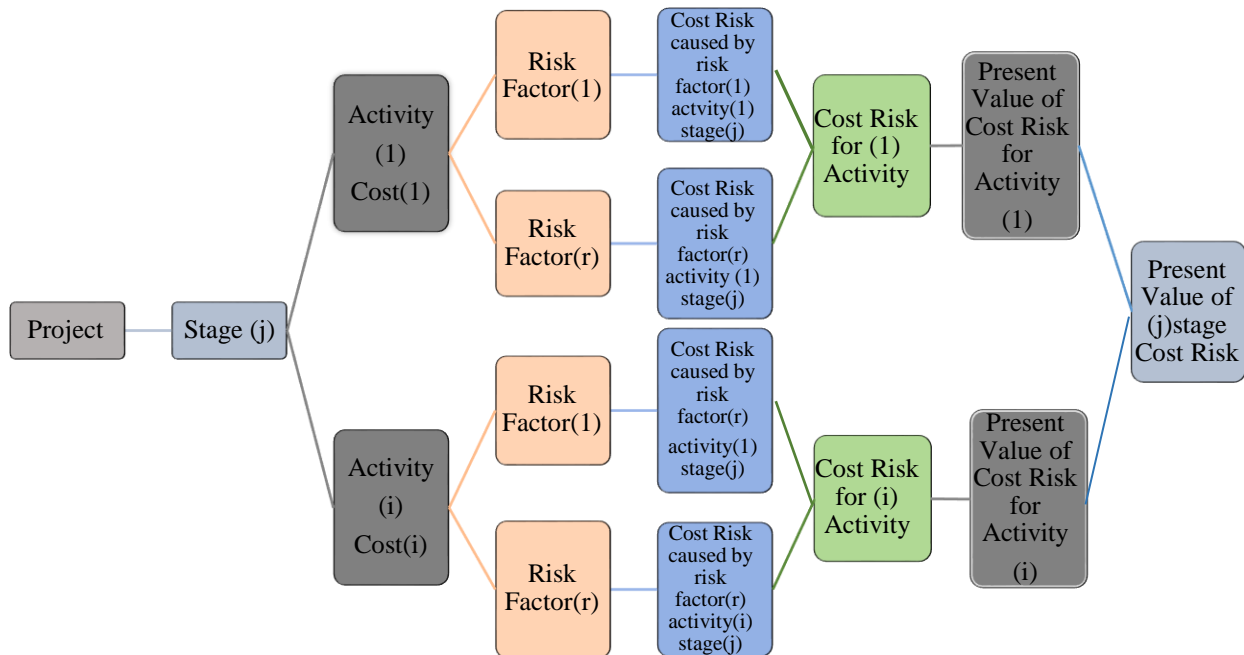 Project
Stage (j)
Activity
(1)
Cost(1)
Activity
(i)
Cost(i)
Risk
Factor(1)
Risk
Factor(r)
Risk
Factor(1)
Risk
Factor(r)
Cost Risk
caused by
risk
factor(1)
actvity(1)
stage(j)
Cost Risk
caused by
risk
factor(r)
activity (1)
stage(j)
Cost Risk
caused by
risk
factor(r)
activity(1)
stage(j)
Cost Risk
caused by
risk
factor(r)
activity(i)
stage(j)
Cost Risk
for (1)
Activity
Cost Risk
for (i)
Activity
Present
Value of
Cost Risk
for
Activity
(1)
Present
Value of
Cost Risk
for
Activity
(i)
Present
Value of
(j)stage
Cost Risk